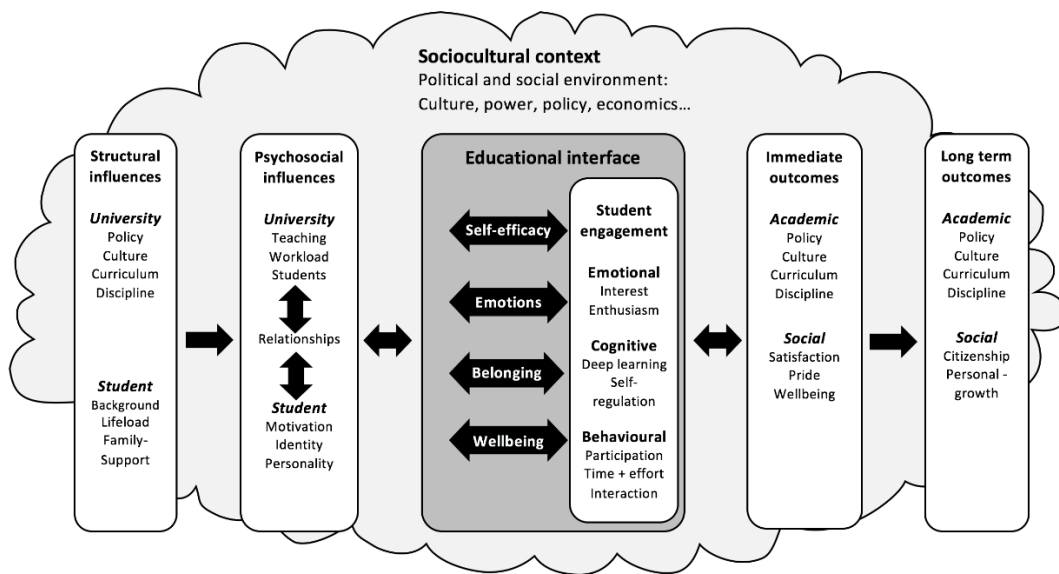 Sociocultural context
Political and social environment:
Culture, power, policy, economics…
Structural
influences
University
Policy
Culture
Curriculum
Discipline
Student
Background
Lifeload
Family-
Support
Psychosocial
influences
University
Teaching
Workload
Students
Relationships
Student
Motivation
Identity
Personality
Educational interface
Self-efficacy
Emotions
Belonging
Wellbeing
Student
engagement
Emotional
Interest
Enthusiasm
Cognitive
Deep learning
Self-
regulation
Behavioural
Participation
Time + effort
Interaction
Immediate
outcomes
Academic
Policy
Culture
Curriculum
Discipline
Social
Satisfaction
Pride
Wellbeing
Long term
outcomes
Academic
Policy
Culture
Curriculum
Discipline
Social
Citizenship
Personal -
growth